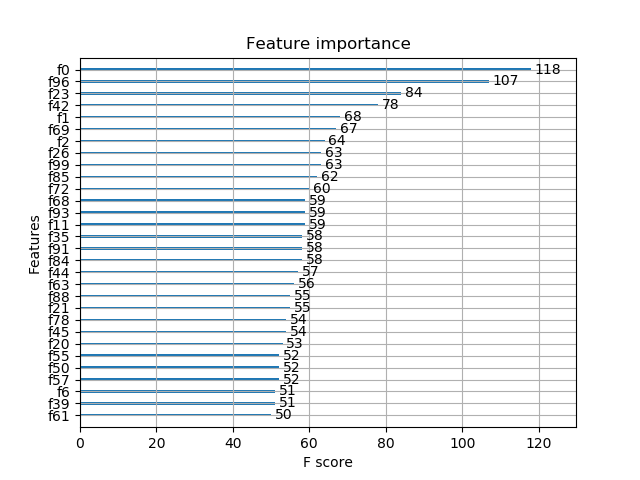 Feature importance
f0 118
f96 107
f23 84
f42 78
f1 68
f69 67
f2 64
f26 63
f99 63
f85 62
f72 60
f68 59
f93 59
f11 59
f35 58
f91 58
f84 58
f44 57
f63 56
f88 55
f21 55
f78 54
f45 54
f20 53
f55 52
f50 52
f57 52
f6 51
f39 51
f61 50
Features
0 20 40 60 80 100 120
F score